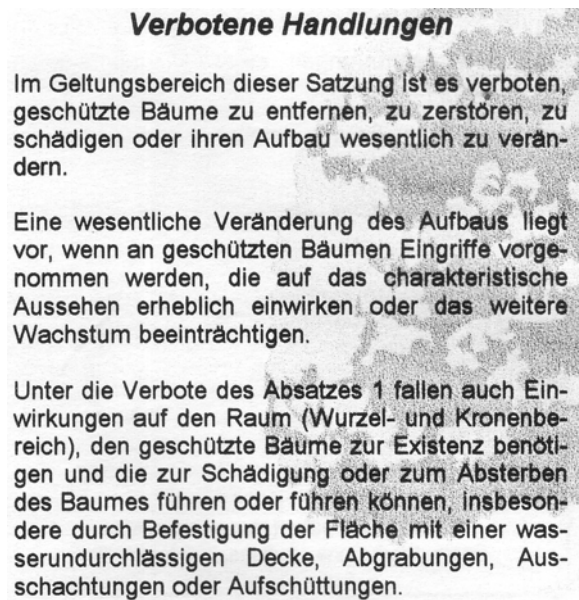 Verbotene Handlungen
Im Geltungsbereich dieser Satzung ist es verboten,
geschützte Bäume zu entfernen, zu zerstören, zu
schädigen oder ihren Aufbau wesentlich zu verän-
dern.
Eine wesentliche Veränderung des Aufbaus liegt
vor, wenn an geschützten Bäumen Eingriffe vorge-
nommen werden, die auf das charakteristische
Aussehen erheblich einwirken oder das weitere
Wachstum beeinträchtigen.
Unter die Verbote des Absatzes 1 fallen auch Ein-
wirkungen auf den Raum (Wurzel- und Kronenbe-
reich), den geschützte Bäume zur Existenz benöti-
gen und die zur Schädigung oder zum Absterben
des Baumes führen oder führen können, insbeson-
dere durch Befestigung der Fläche mit einer was-
serundurchlässigen Decke, Abgrabungen, Aus-
schachtungen oder Aufschüttungen.